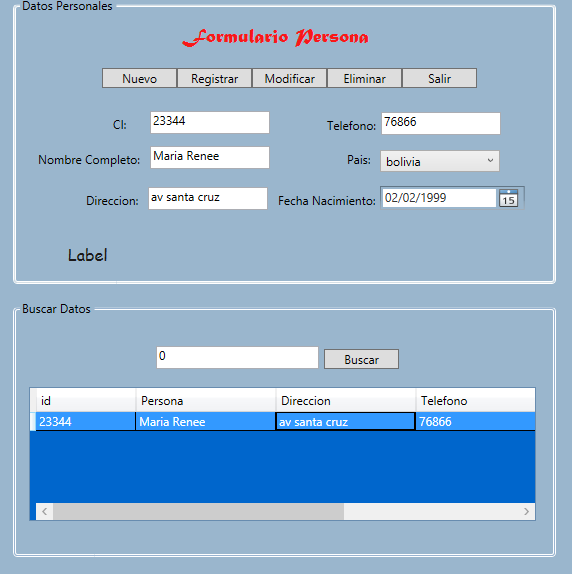 Datos Personales
Formulario Persona
Nuevo Registrar Modificar Eliminar Salir
CI: 23344 Telefono: 76866
Nombre Completo: Maria Renee Pais: bolivia
Direccion: av santa cruz Fecha Nacimiento: 02/02/1999 15
Label
Buscar Datos
0 Buscar
id Persona Direccion Telefono
23344 Maria Renee av santa cruz 76866